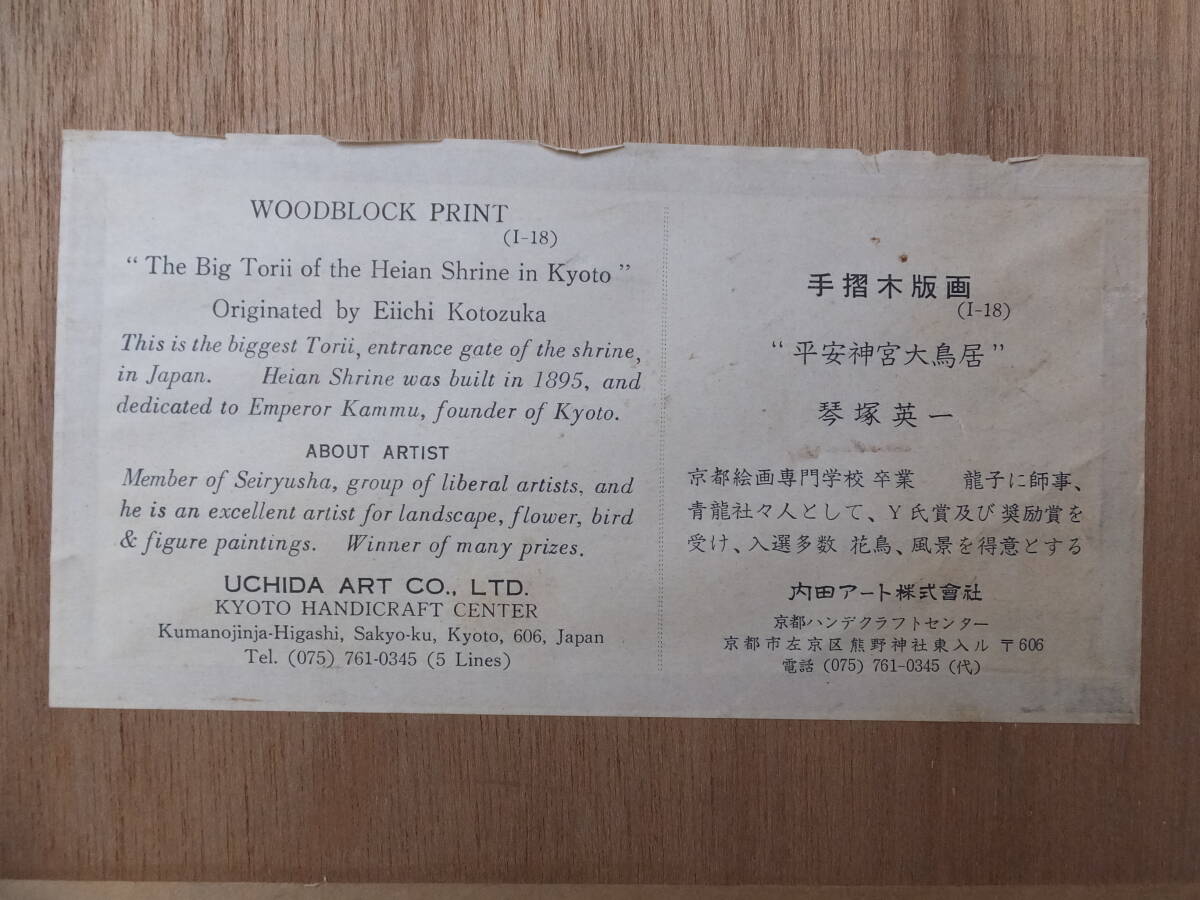 WOODBLOCK PRINT
(I-18)
" The Big Torii of the Heian Shrine in Kyoto "
Originated by Eiichi Kotozuka
This is the biggest Torii, entrance gate of the shrine,
in Japan. Heian Shrine was built in 1895, and
dedicated to Emperor Kammu, founder of Kyoto.
ABOUT ARTIST
Member of Seiryusha, group of liberal artists, and
he is an excellent artist for landscape, flower, bird
& figure paintings. Winner of many prizes.
UCHIDA ART CO., LTD.
KYOTO HANDICRAFT CENTER
Kumanojinja-Higashi, Sakyo-ku, Kyoto, 606, Japan
Tel. (075) 761-0345 (5 Lines)
手摺木版画
(I-18)
" 平安神宮大鳥居 "
琴塚英一
京都絵画専門学校 卒業 龍子に師事、
青龍社々人として、Y氏賞及び奨励賞を
受け、入選多数 花鳥、風景を得意とする
内田アート株式會社
京都ハンデクラフトセンター
京都市左京区熊野神社東入ル 〒606
電話 (075) 761-0345 (代)